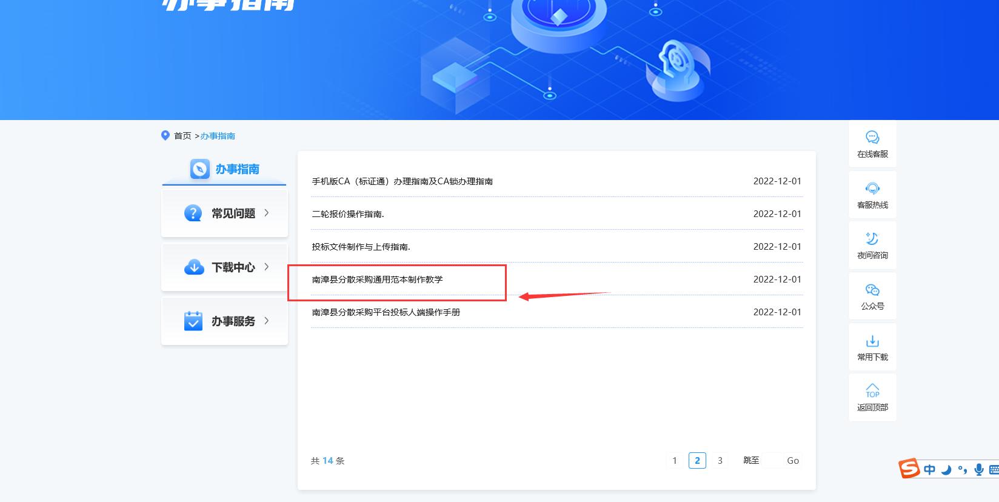 办事指南
首页 >办事指南
办事指南
常见问题
下载中心
办事服务
手机版CA（标证通）办理指南及CA锁办理指南 2022-12-01
二轮报价操作指南. 2022-12-01
投标文件制作与上传指南. 2022-12-01
南漳县分散采购通用范本制作教学 2022-12-01
南漳县分散采购平台投标人端操作手册 2022-12-01
共 14 条 1 2 3 跳至 Go
在线客服
客服热线
夜间咨询
公众号
常用下载
TOP
返回顶部
S 中